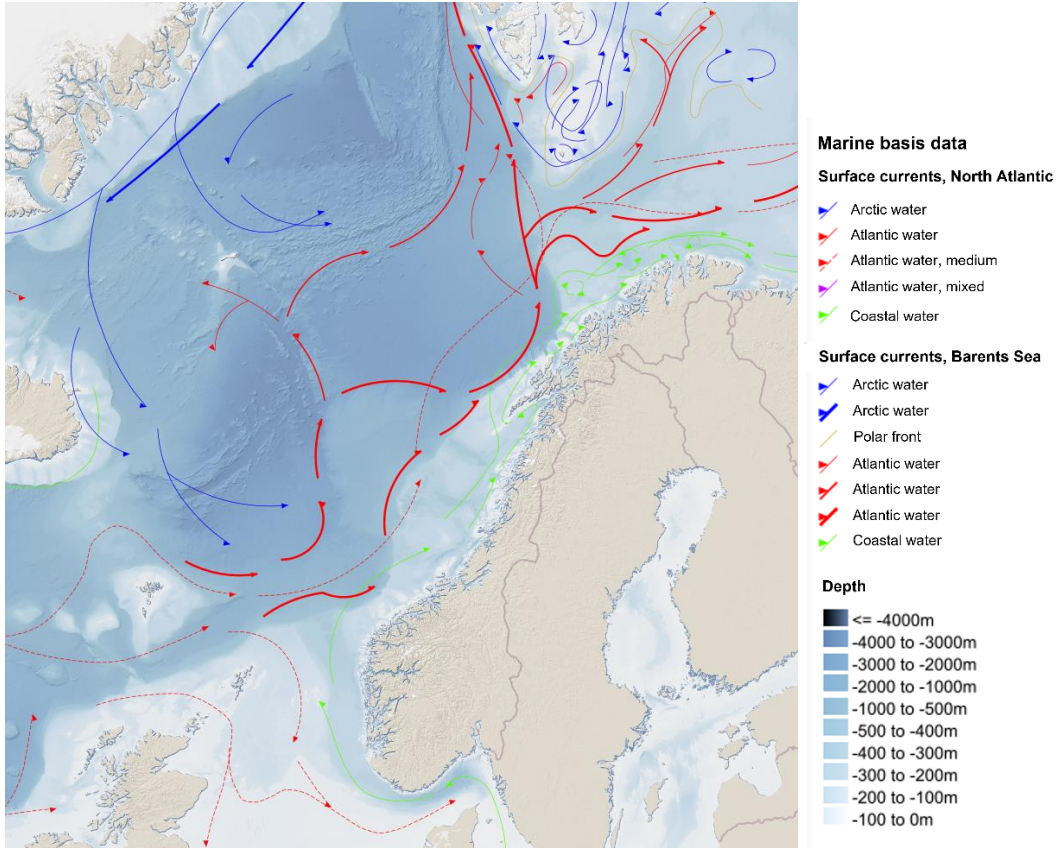 Marine basis data
Surface currents, North Atlantic
Arctic water
Atlantic water
Atlantic water, medium
Atlantic water, mixed
Coastal water
Surface currents, Barents Sea
Arctic water
Arctic water
Polar front
Atlantic water
Atlantic water
Atlantic water
Coastal water
Depth
<= -4000m
-4000 to -3000m
-3000 to -2000m
-2000 to -1000m
-1000 to -500m
-500 to -400m
-400 to -300m
-300 to -200m
-200 to -100m
-100 to 0m